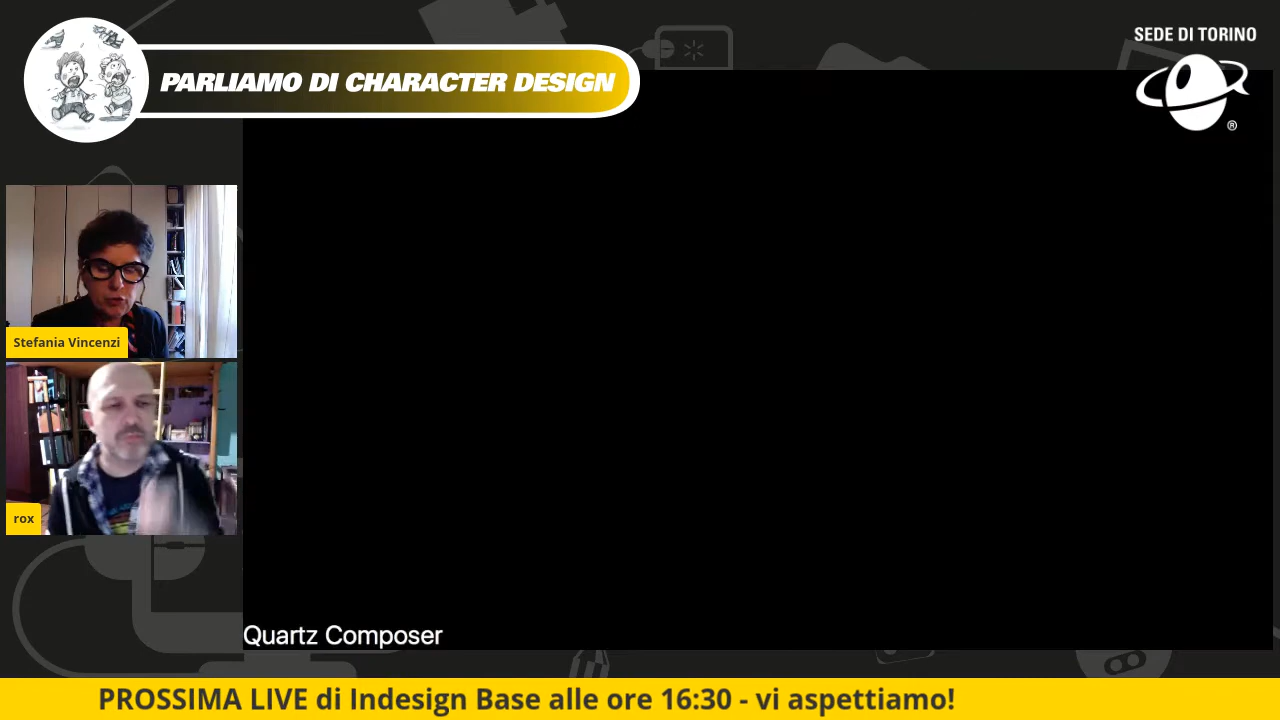 SEDE DI TORINO
PARLIAMO DI CHARACTER DESIGN
®
Stefania Vincenzi
rox
Quartz Composer
PROSSIMA LIVE di Indesign Base alle ore 16:30 - vi aspettiamo!